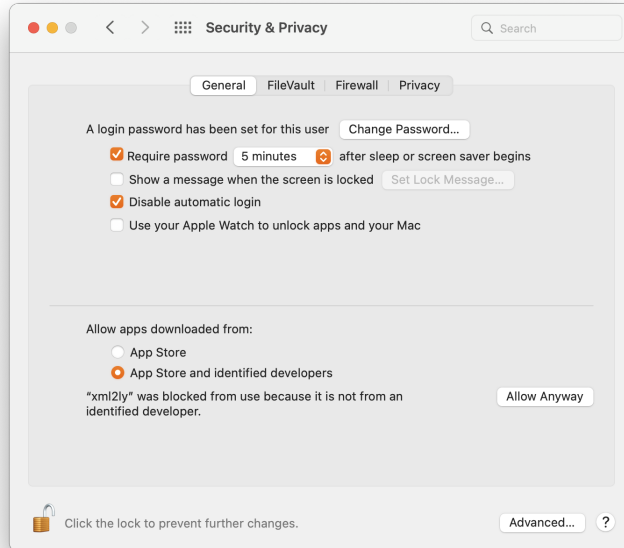 Security & Privacy
Search
General FileVault Firewall Privacy
A login password has been set for this user Change Password...
Require password 5 minutes after sleep or screen saver begins
Show a message when the screen is locked Set Lock Message...
Disable automatic login
Use your Apple Watch to unlock apps and your Mac
Allow apps downloaded from:
App Store
App Store and identified developers
“xml2ly” was blocked from use because it is not from an Allow Anyway
identified developer.
Click the lock to prevent further changes. Advanced... ?